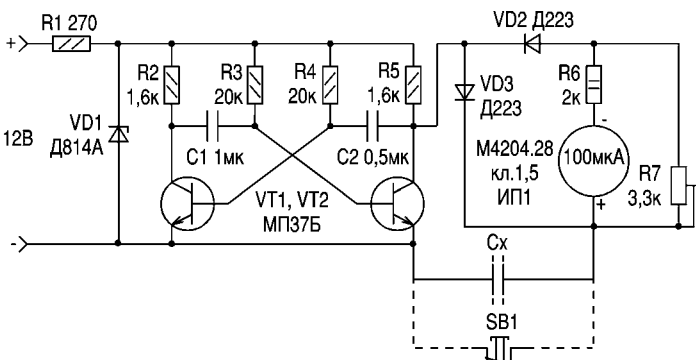 R1 270
+
12В
-
VD1
Д814А
R2
1,6к
R3
20к
R4
20к
R5
1,6к
C1 1мк
C2 0,5мк
VT1, VT2
МП37Б
VD2 Д223
VD3
Д223
R6
2к
-
М4204.28
кл.1,5
ИП1
100мкА
+
R7
3,3к
Cx
SB1